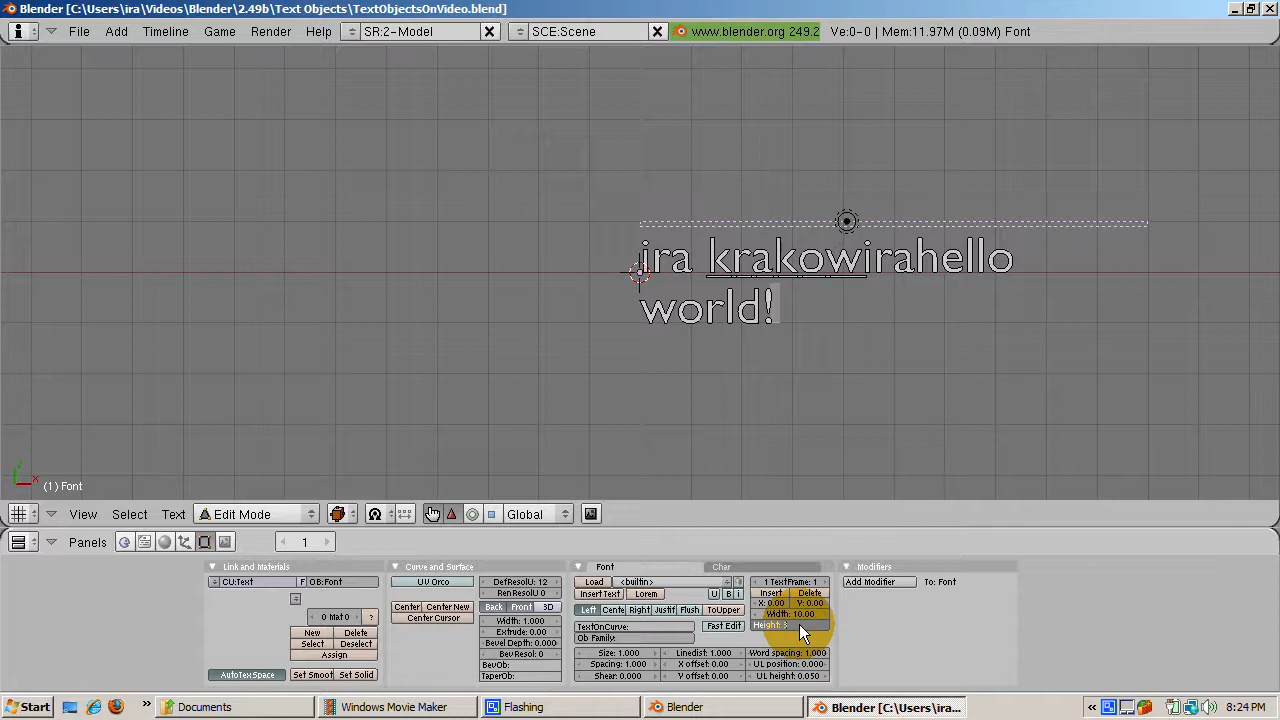 Blender [C:\Users\ira\Videos\Blender\2.49b\Text Objects\TextObjectsOnVideo.blend]
File Add Timeline Game Render Help SR:2-Model SCE:Scene www.blender.org 249.2 Ve:0-0 | Mem:11.97M (0.09M) Font
ira krakowirahello
world!
(1) Font
View Select Text Edit Mode Global
Panels 1
Link and Materials Curve and Surface Font Char Modifiers
CU:Text F OB:Font UV Orco DefResolU: 12 Load <builtin> 1 TextFrame: 1 Add Modifier To: Font
RenResolU 0 Insert Text Lorem U B i Insert Delete
Center Center New Back Front 3D Left Cente Right Justif Flush ToUpper X: 0.00 Y: 0.00
0 Mat 0 ? Center Cursor Width: 1.000 TextOnCurve: Fast Edit Width: 10.00
New Delete Extrude: 0.00 Ob Family: Height: 3
Select Deselect Bevel Depth: 0.00 Size: 1.000 Linedist: 1.000 Word spacing: 1.000
Assign BevResol: 0 Spacing: 1.000 X offset: 0.00 UL position: 0.000
AutoTexSpace Set Smoot Set Solid BevOb: Shear: 0.000 Y offset: 0.00 UL height: 0.050
TaperOb:
Start Documents Windows Movie Maker Flashing Blender Blender [C:\Users\ira... 8:24 PM